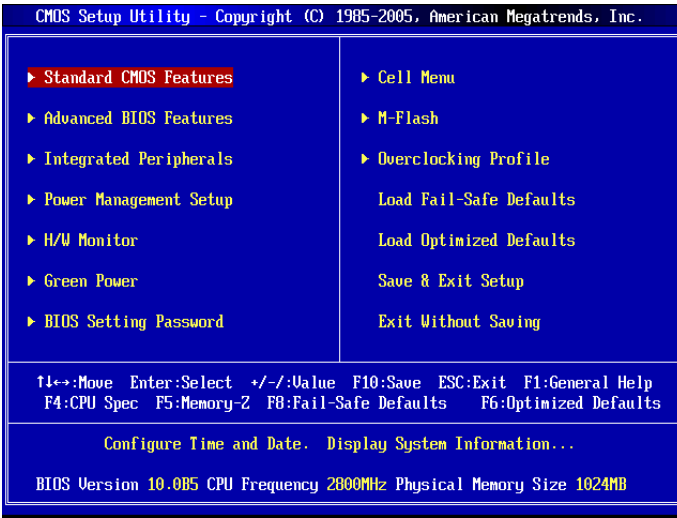 CMOS Setup Utility - Copyright (C) 1985-2005, American Megatrends, Inc.
Standard CMOS Features
Advanced BIOS Features
Integrated Peripherals
Power Management Setup
H/W Monitor
Green Power
BIOS Setting Password
Cell Menu
M-Flash
Overclocking Profile
Load Fail-Safe Defaults
Load Optimized Defaults
Save & Exit Setup
Exit Without Saving
↑↓↔:Move Enter:Select +/-/:Value F10:Save ESC:Exit F1:General Help
F4:CPU Spec F5:Memory-Z F8:Fail-Safe Defaults F6:Optimized Defaults
Configure Time and Date. Display System Information...
BIOS Version 10.0B5 CPU Frequency 2800MHz Physical Memory Size 1024MB